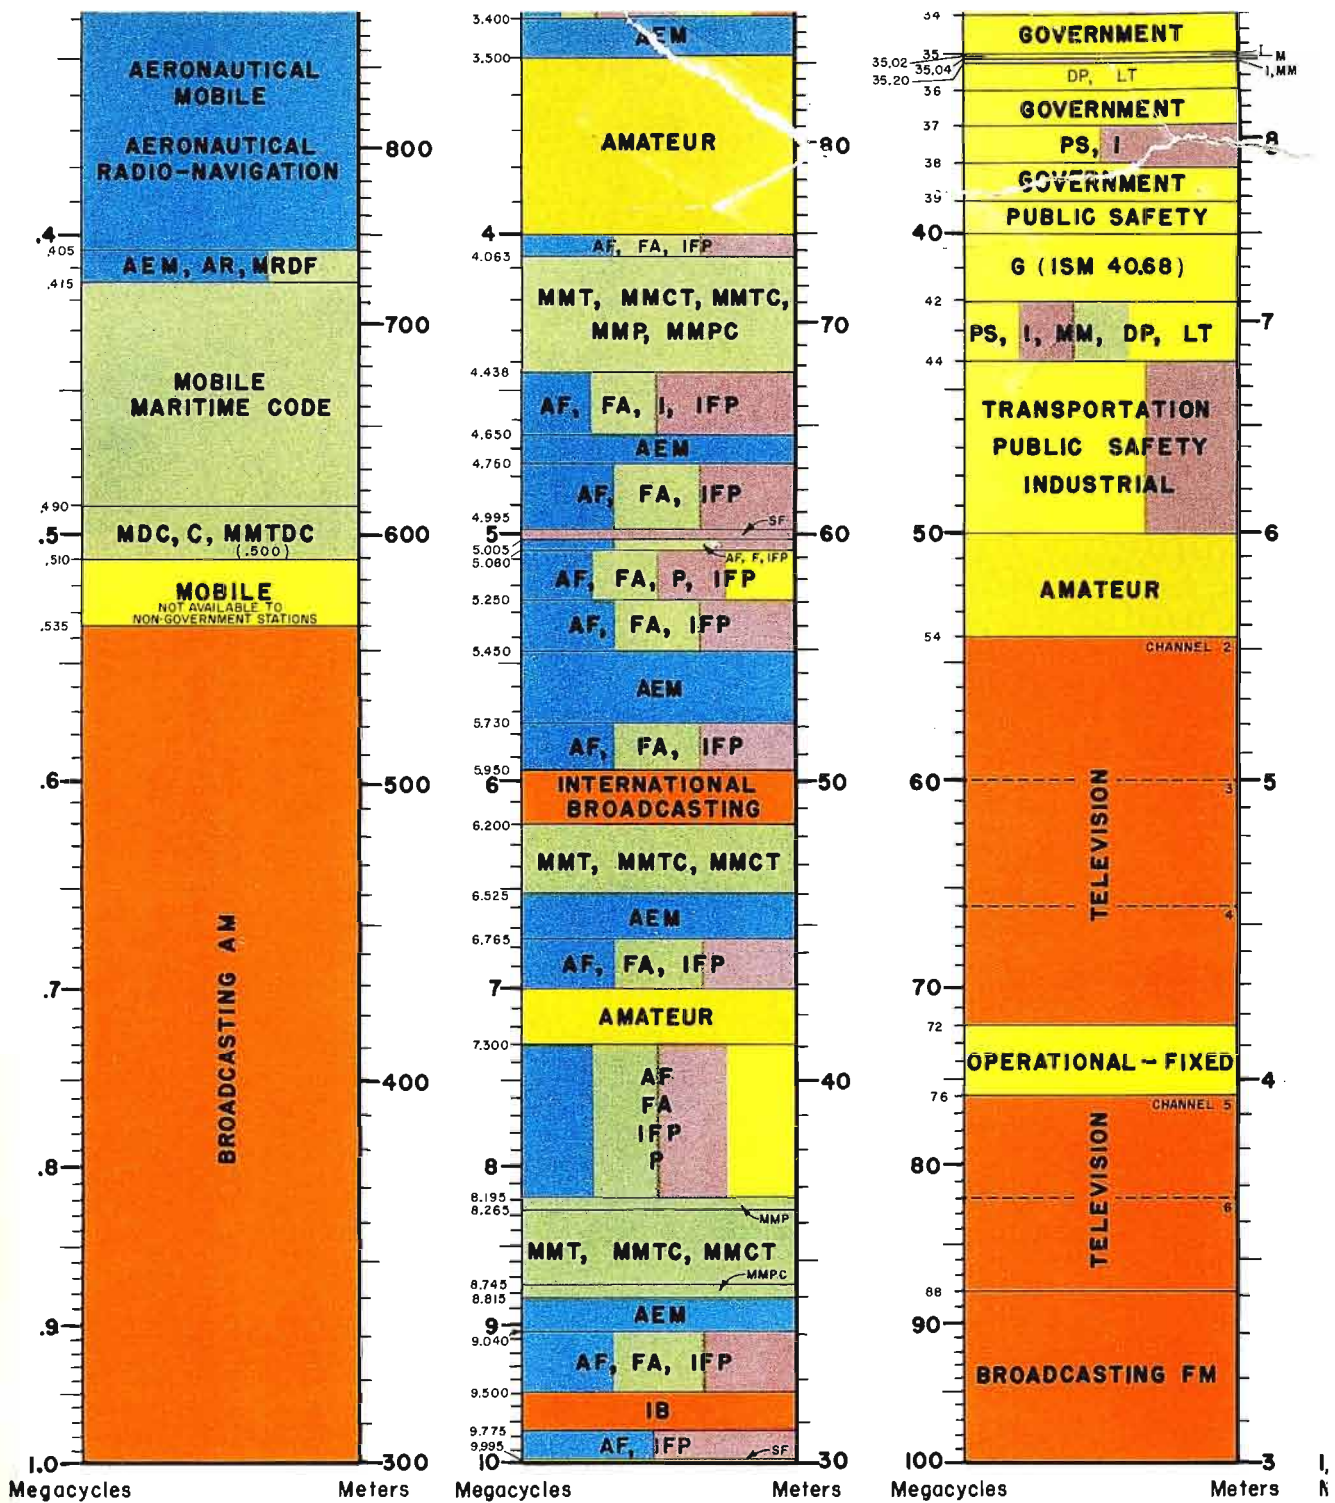 AERONAUTICAL
MOBILE
AERONAUTICAL
RADIO-NAVIGATION
800
.4
.405
AEM, AR, MRDF
.415
700
MOBILE
MARITIME CODE
.490
.5
MDC, C, MMTDC
(.500)
600
.510
MOBILE
NOT AVAILABLE TO
NON-GOVERNMENT STATIONS
.535
.6
500
BROADCASTING AM
.7
400
.8
.9
1.0
300
Megacycles
Meters
3.400
AEM
3.500
AMATEUR
80
4
AF, FA, IFP
4.063
MMT, MMCT, MMTC,
MMP, MMPC
70
4.438
AF, FA, I, IFP
4.650
AEM
4.750
AF, FA, IFP
4.995
SF
5
60
5.005
AF, F, IFP
5.060
AF, FA, P, IFP
5.250
AF, FA, IFP
5.450
AEM
5.730
AF, FA, IFP
5.950
6
INTERNATIONAL
BROADCASTING
50
6.200
MMT, MMTC, MMCT
6.525
AEM
6.765
AF, FA, IFP
7
AMATEUR
7.300
AF
FA
IFP
P
40
8
8.195
8.265
MMP
MMT, MMTC, MMCT
MMPC
8.745
8.815
AEM
9
9.040
AF, FA, IFP
9.500
IB
9.775
AF, IFP
9.995
SF
10
30
Megacycles
Meters
34
GOVERNMENT
35
I
M
35.02
35.04
I, MM
35.20
DP, LT
36
GOVERNMENT
37
PS, I
8
38
GOVERNMENT
39
PUBLIC SAFETY
40
G (ISM 40.68)
42
PS, I, MM, DP, LT
7
44
TRANSPORTATION
PUBLIC SAFETY
INDUSTRIAL
50
6
AMATEUR
54
CHANNEL 2
TELEVISION
60
3
5
4
70
72
OPERATIONAL-FIXED
4
76
CHANNEL 5
TELEVISION
80
6
88
90
BROADCASTING FM
100
3
Megacycles
Meters